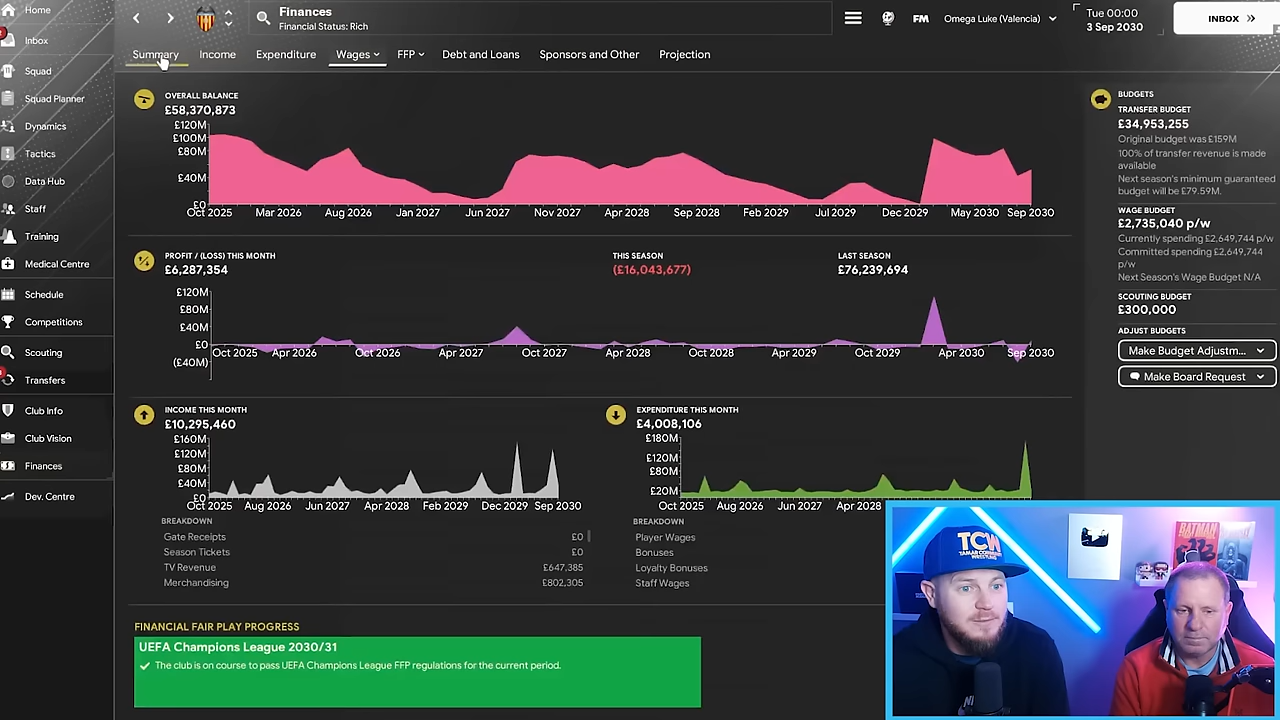 Home
Inbox
Squad
Squad Planner
Dynamics
Tactics
Data Hub
Staff
Training
Medical Centre
Schedule
Competitions
Scouting
Transfers
Club Info
Club Vision
Finances
Dev. Centre
Finances
Financial Status: Rich
FM
Omega Luke (Valencia)
Tue 00:00
3 Sep 2030
INBOX
Summary
Income
Expenditure
Wages
FFP
Debt and Loans
Sponsors and Other
Projection
OVERALL BALANCE
£58,370,873
£120M
£100M
£80M
£40M
£0
Oct 2025 Mar 2026 Aug 2026 Jan 2027 Jun 2027 Nov 2027 Apr 2028 Sep 2028 Feb 2029 Jul 2029 Dec 2029 May 2030 Sep 2030
PROFIT / (LOSS) THIS MONTH
£6,287,354
THIS SEASON
(£16,043,677)
LAST SEASON
£76,239,694
£120M
£80M
£40M
£0
(£40M)
Oct 2025 Apr 2026 Oct 2026 Apr 2027 Oct 2027 Apr 2028 Oct 2028 Apr 2029 Oct 2029 Apr 2030 Sep 2030
INCOME THIS MONTH
£10,295,460
£160M
£120M
£80M
£40M
£0
Oct 2025 Aug 2026 Jun 2027 Apr 2028 Feb 2029 Dec 2029 Sep 2030
BREAKDOWN
Gate Receipts £0
Season Tickets £0
TV Revenue £647,385
Merchandising £802,305
EXPENDITURE THIS MONTH
£4,008,106
£180M
£120M
£80M
£20M
Oct 2025 Aug 2026 Jun 2027 Apr 2028
BREAKDOWN
Player Wages
Bonuses
Loyalty Bonuses
Staff Wages
FINANCIAL FAIR PLAY PROGRESS
UEFA Champions League 2030/31
The club is on course to pass UEFA Champions League FFP regulations for the current period.
BUDGETS
TRANSFER BUDGET
£34,953,255
Original budget was £159M
100% of transfer revenue is made
available
Next season's minimum guaranteed
budget will be £79.59M.
WAGE BUDGET
£2,735,040 p/w
Currently spending £2,649,744 p/w
Committed spending £2,649,744
p/w
Next Season's Wage Budget N/A
SCOUTING BUDGET
£300,000
ADJUST BUDGETS
Make Budget Adjustm...
Make Board Request
TCW
BATMAN